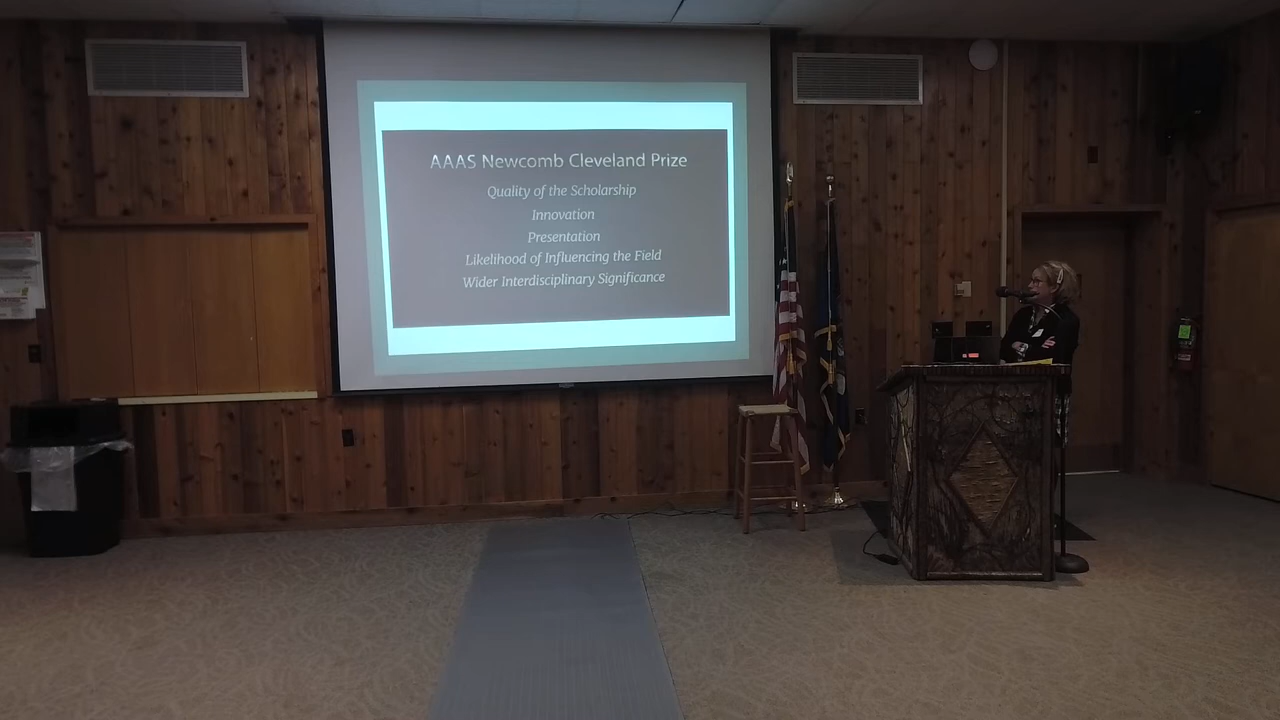 AAAS Newcomb Cleveland Prize
Quality of the Scholarship
Innovation
Presentation
Likelihood of Influencing the Field
Wider Interdisciplinary Significance